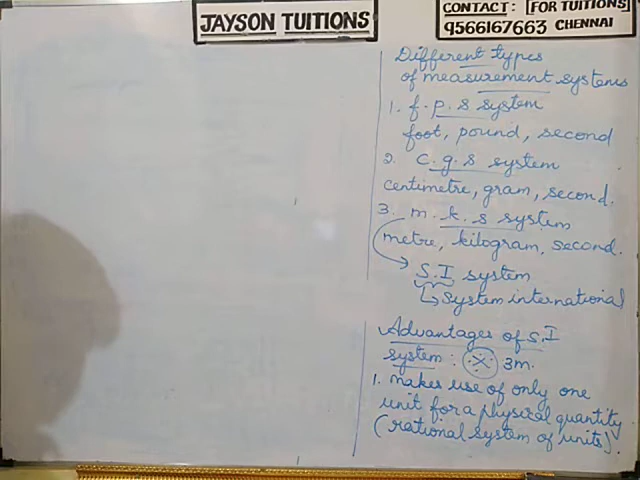 JAYSON TUITIONS
CONTACT: [FOR TUITIONS]
9566167663 CHENNAI
Different types
of measurement systems
1. f.p.s system
foot, pound, second
2. c.g.s system
centimetre, gram, second.
3. m.k.s system
metre, kilogram, second.
S.I system
System international
Advantages of S.I
system: 3m.
1. makes use of only one
unit for a physical quantity
(rational system of units).